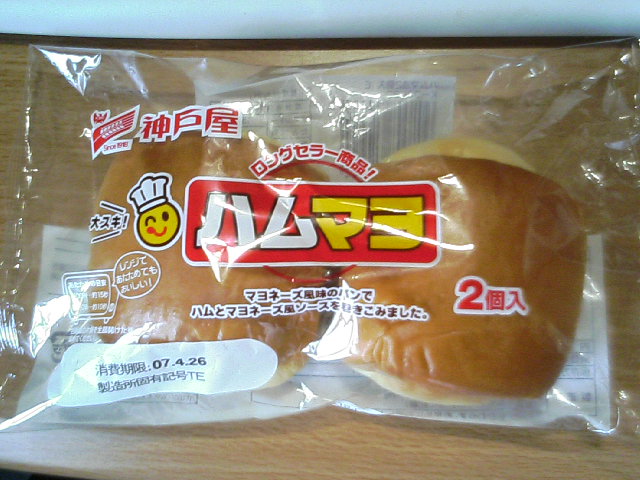 神戸屋
ロングセラー商品!
大スキ!
ハムマヨ
レンジで
あたためても
おいしい!
マヨネーズ風味のパンで
ハムとマヨネーズ風ソースを巻きこみました。
2個入
消費期限:07.4.26
製造所固有記号TE